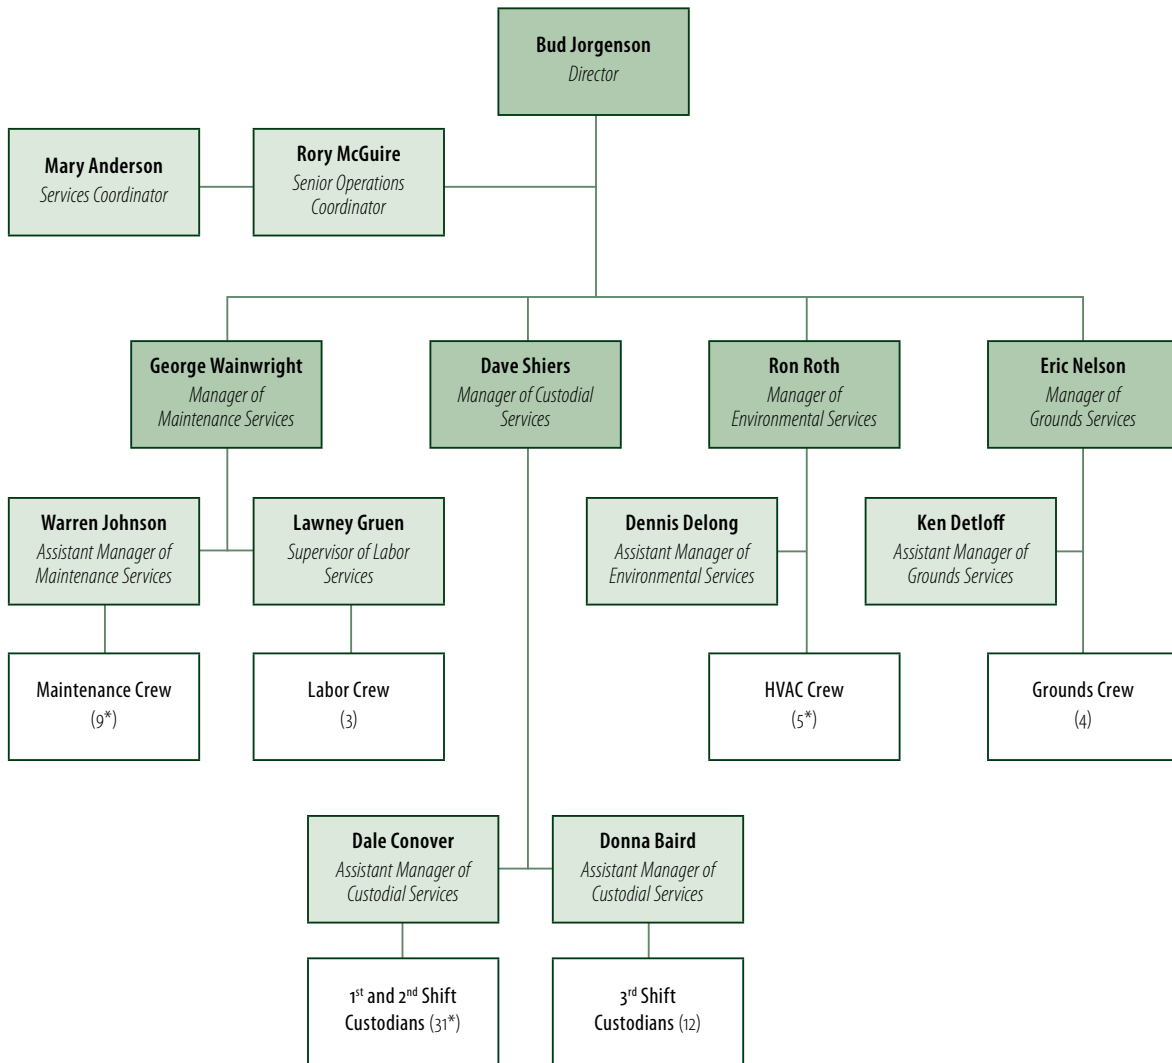 Bud Jorgenson
Director
Mary Anderson
Services Coordinator
Rory McGuire
Senior Operations
Coordinator
George Wainwright
Manager of
Maintenance Services
Dave Shiers
Manager of Custodial
Services
Ron Roth
Manager of
Environmental Services
Eric Nelson
Manager of
Grounds Services
Warren Johnson
Assistant Manager of
Maintenance Services
Lawney Gruen
Supervisor of Labor
Services
Dennis Delong
Assistant Manager of
Environmental Services
Ken Detloff
Assistant Manager of
Grounds Services
Maintenance Crew
(9*)
Labor Crew
(3)
HVAC Crew
(5*)
Grounds Crew
(4)
Dale Conover
Assistant Manager of
Custodial Services
Donna Baird
Assistant Manager of
Custodial Services
1st and 2nd Shift
Custodians (31*)
3rd Shift
Custodians (12)